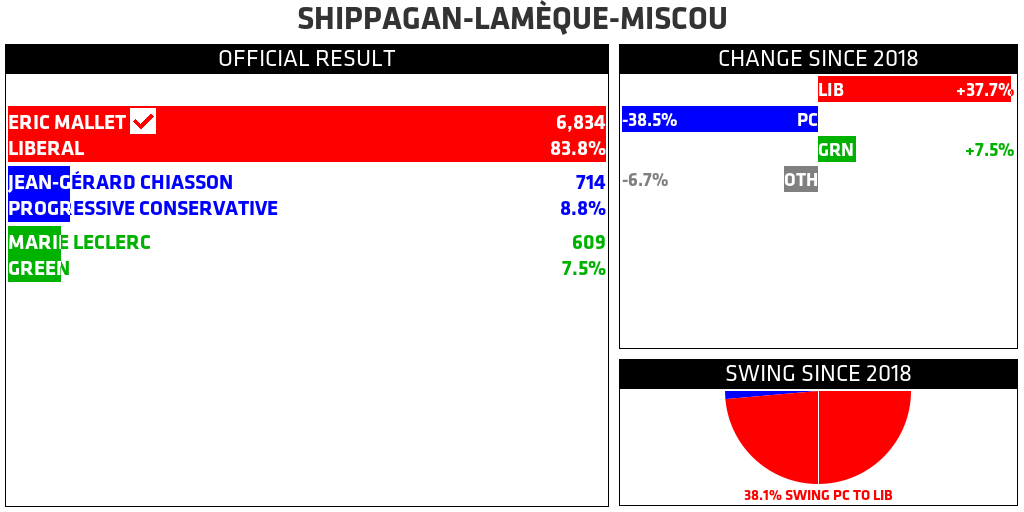 SHIPPAGAN-LAMÈQUE-MISCOU
OFFICIAL RESULT
ERIC MALLET 6,834
LIBERAL 83.8%
JEAN-GÉRARD CHIASSON 714
PROGRESSIVE CONSERVATIVE 8.8%
MARIE LECLERC 609
GREEN 7.5%
CHANGE SINCE 2018
LIB +37.7%
-38.5% PC
GRN +7.5%
-6.7% OTH
SWING SINCE 2018
38.1% SWING PC TO LIB